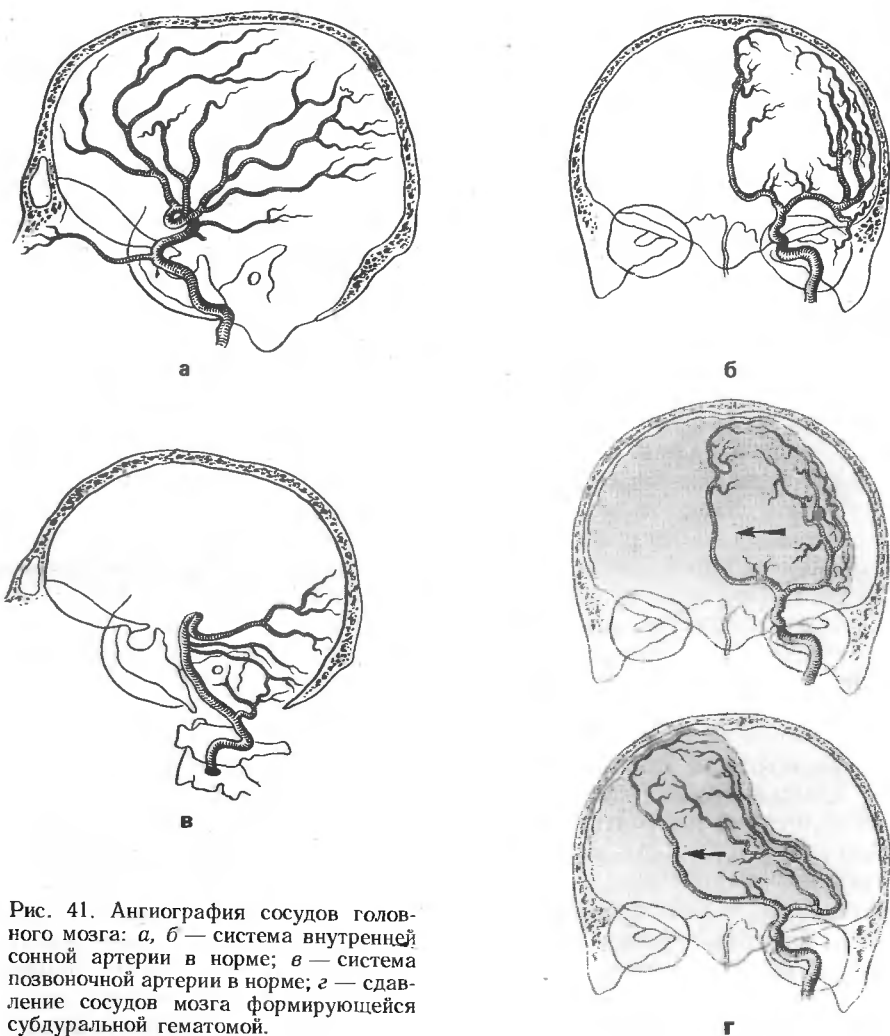 а
б
в
г
Рис. 41. Ангиография сосудов голов-
ного мозга: а, б — система внутренней
сонной артерии в норме; в — система
позвоночной артерии в норме; г — сдав-
ление сосудов мозга формирующейся
субдуральной гематомой.